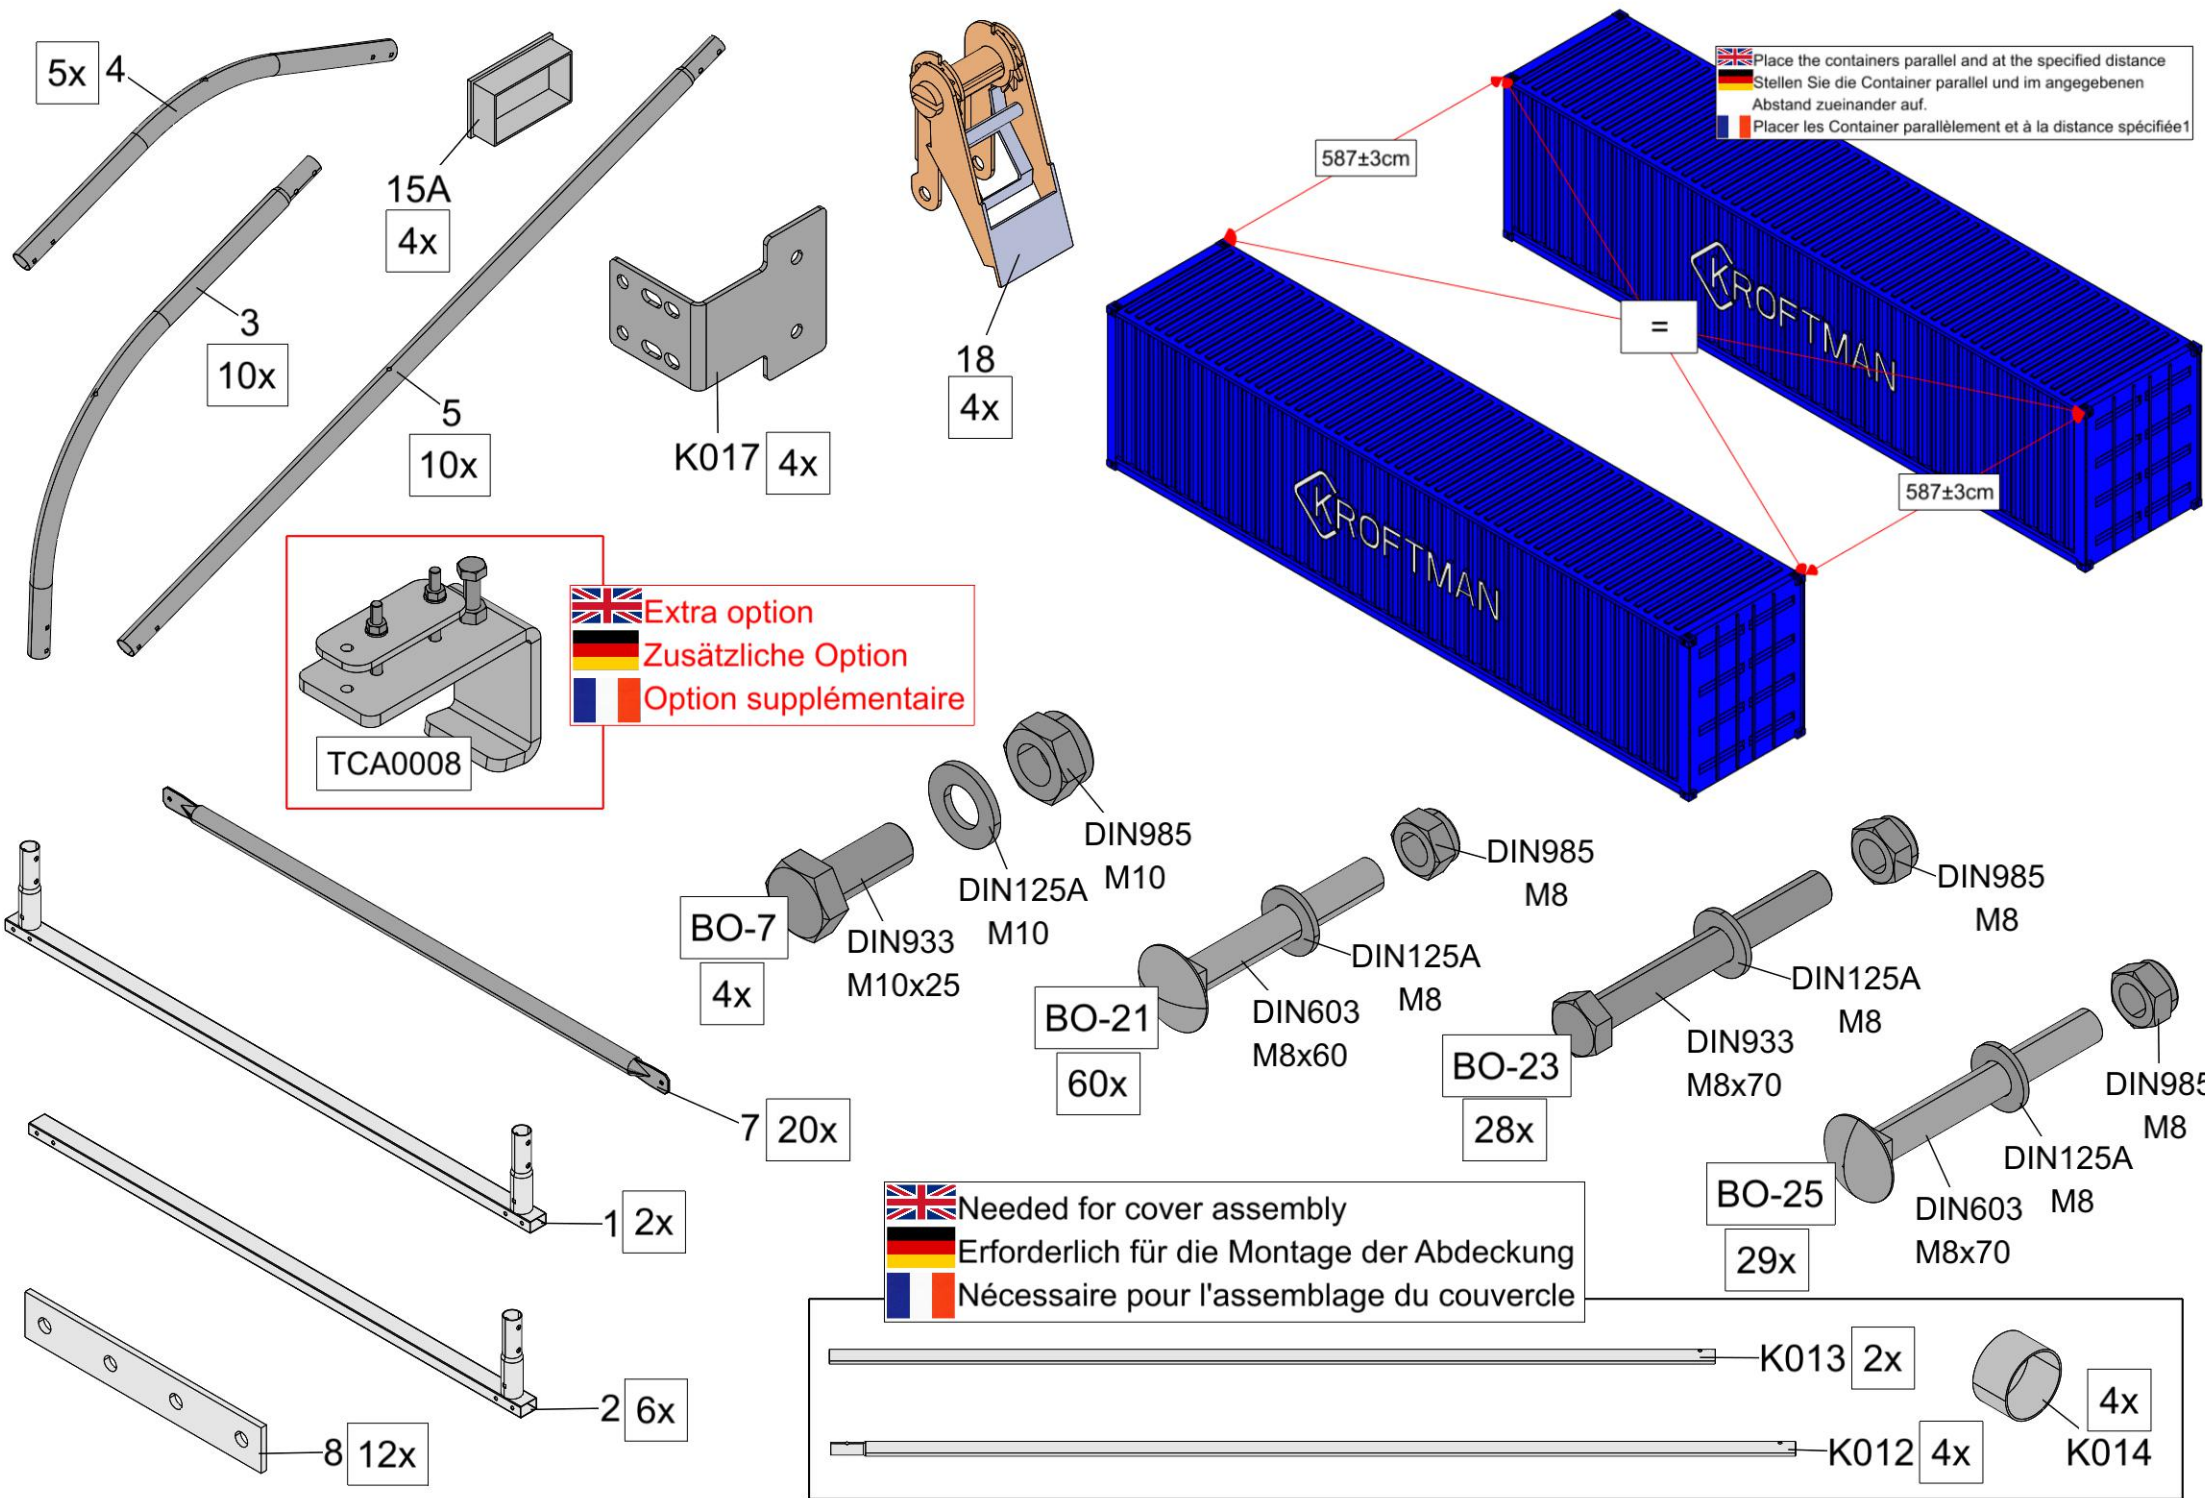 5x 4
15A
4x
3
10x
5
10x
K017 4x
18
4x
Place the containers parallel and at the specified distance
Stellen Sie die Container parallel und im angegebenen
Abstand zueinander auf.
Placer les Container parallèlement et à la distance spécifiée1
587±3cm
=
587±3cm
KROFTMAN
KROFTMAN
TCA0008
Extra option
Zusätzliche Option
Option supplémentaire
BO-7
4x
DIN933
M10x25
DIN125A
M10
DIN985
M10
BO-21
60x
DIN603
M8x60
DIN125A
M8
DIN985
M8
BO-23
28x
DIN933
M8x70
DIN125A
M8
DIN985
M8
BO-25
29x
DIN603
M8x70
DIN125A
M8
DIN985
M8
7 20x
1 2x
2 6x
8 12x
Needed for cover assembly
Erforderlich für die Montage der Abdeckung
Nécessaire pour l'assemblage du couvercle
K013 2x
K012 4x
4x
K014